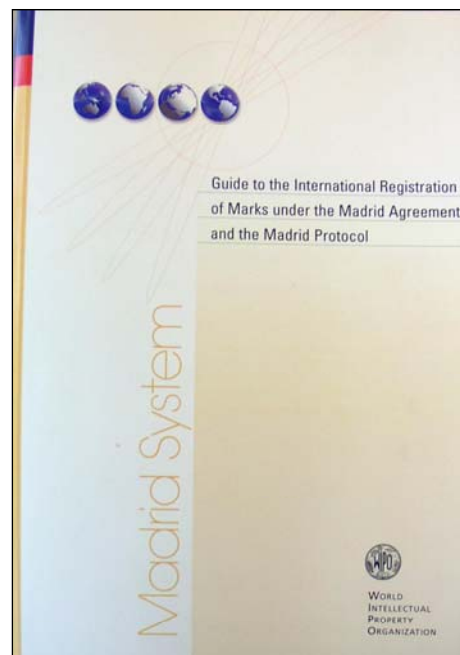 Guide to the International Registration
of Marks under the Madrid Agreement
and the Madrid Protocol
Madrid System
WIPO
WORLD
INTELLECTUAL
PROPERTY
ORGANIZATION